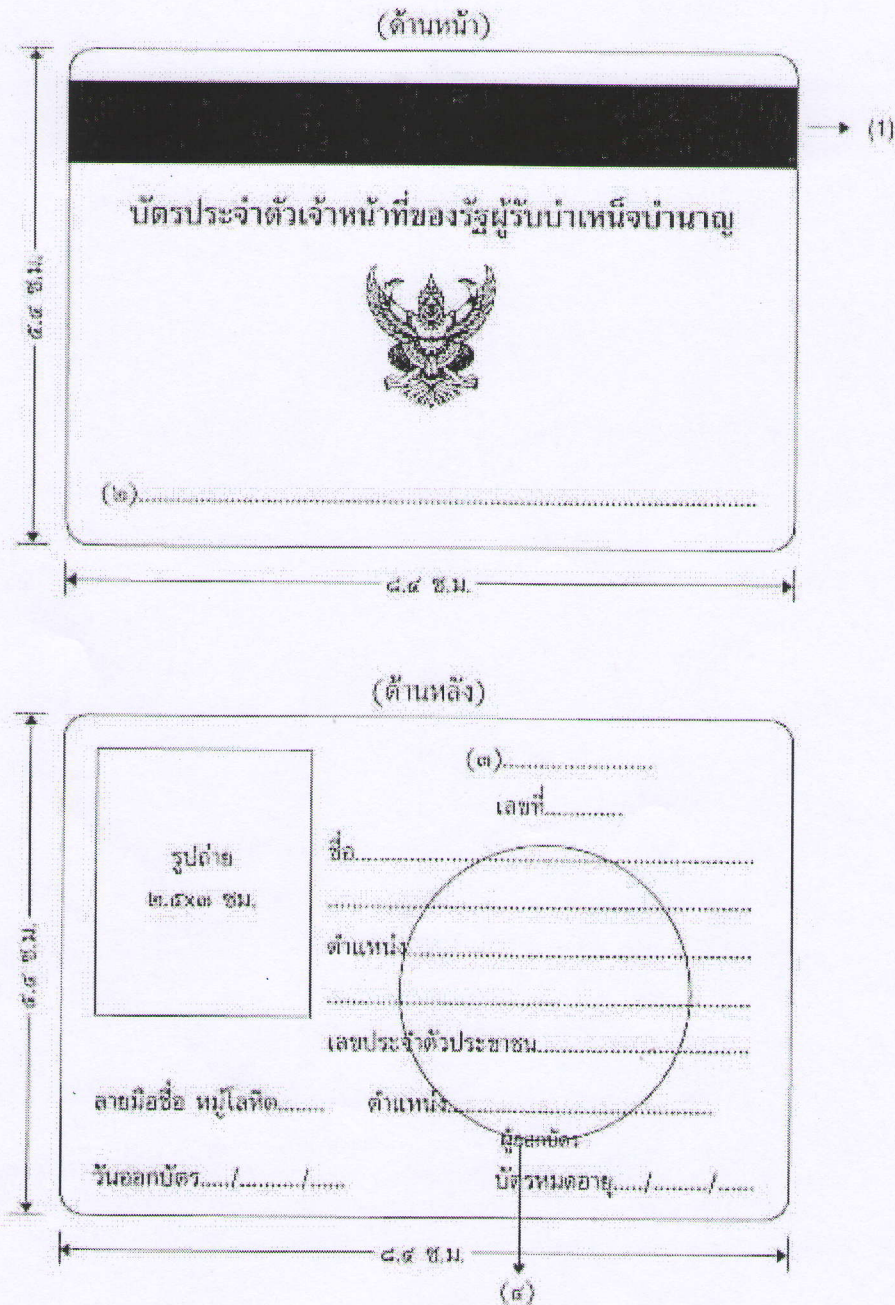 (ด้านหน้า)
(1)
บัตรประจำตัวเจ้าหน้าที่ของรัฐผู้รับบำเหน็จบำนาญ
๕.๔ ซ.ม.
(๒)........................
๘.๔ ซ.ม.
(ด้านหลัง)
(๓)........................
เลขที่............
รูปถ่าย
๒.๕x๓ ซม.
ชื่อ........................
........................
ตำแหน่ง........................
........................
๕.๔ ซ.ม.
เลขประจำตัวประชาชน........................
ลายมือชื่อ หมู่โลหิต........ ตำแหน่ง........................
ผู้ออกบัตร
วันออกบัตร....../.........../...... บัตรหมดอายุ....../.........../......
๘.๔ ซ.ม.
(๔)